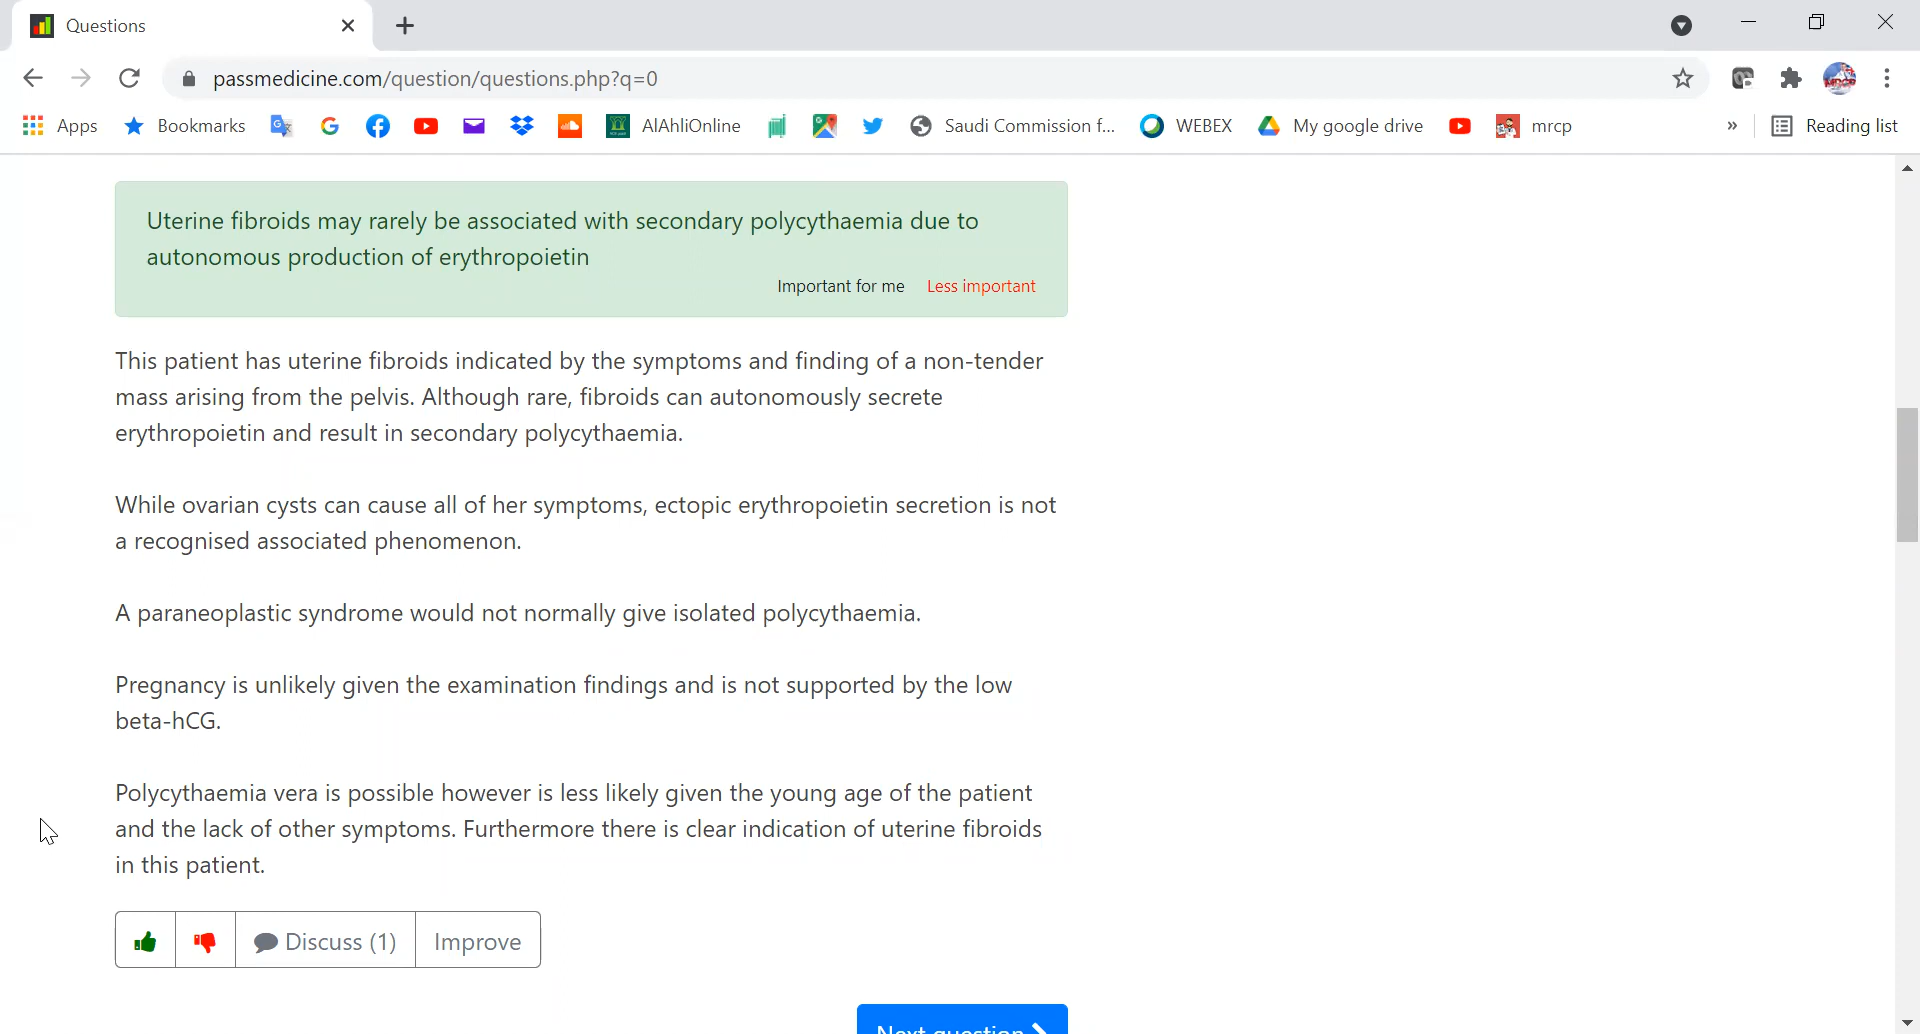 Questions
passmedicine.com/question/questions.php?q=0
Apps Bookmarks AlAhliOnline Saudi Commission f... WEBEX My google drive mrcp » Reading list
Uterine fibroids may rarely be associated with secondary polycythaemia due to
autonomous production of erythropoietin
Important for me Less important
This patient has uterine fibroids indicated by the symptoms and finding of a non-tender
mass arising from the pelvis. Although rare, fibroids can autonomously secrete
erythropoietin and result in secondary polycythaemia.
While ovarian cysts can cause all of her symptoms, ectopic erythropoietin secretion is not
a recognised associated phenomenon.
A paraneoplastic syndrome would not normally give isolated polycythaemia.
Pregnancy is unlikely given the examination findings and is not supported by the low
beta-hCG.
Polycythaemia vera is possible however is less likely given the young age of the patient
and the lack of other symptoms. Furthermore there is clear indication of uterine fibroids
in this patient.
Discuss (1) Improve
Next question